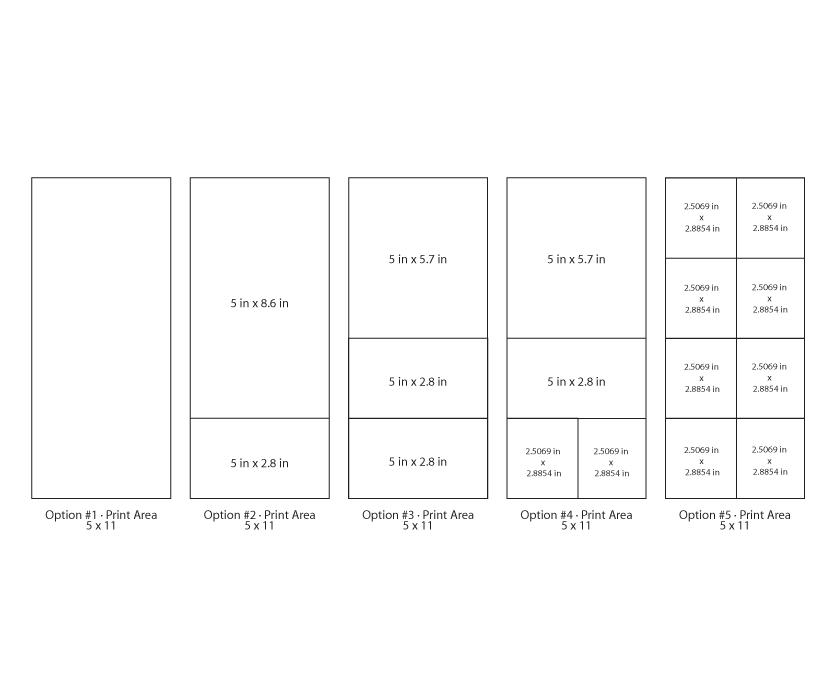 5 in x 8.6 in
5 in x 2.8 in
5 in x 5.7 in
5 in x 2.8 in
5 in x 2.8 in
5 in x 5.7 in
5 in x 2.8 in
2.5069 in
x
2.8854 in
2.5069 in
x
2.8854 in
2.5069 in
x
2.8854 in
2.5069 in
x
2.8854 in
2.5069 in
x
2.8854 in
2.5069 in
x
2.8854 in
2.5069 in
x
2.8854 in
2.5069 in
x
2.8854 in
2.5069 in
x
2.8854 in
2.5069 in
x
2.8854 in
Option #1 · Print Area
5 x 11
Option #2 · Print Area
5 x 11
Option #3 · Print Area
5 x 11
Option #4 · Print Area
5 x 11
Option #5 · Print Area
5 x 11